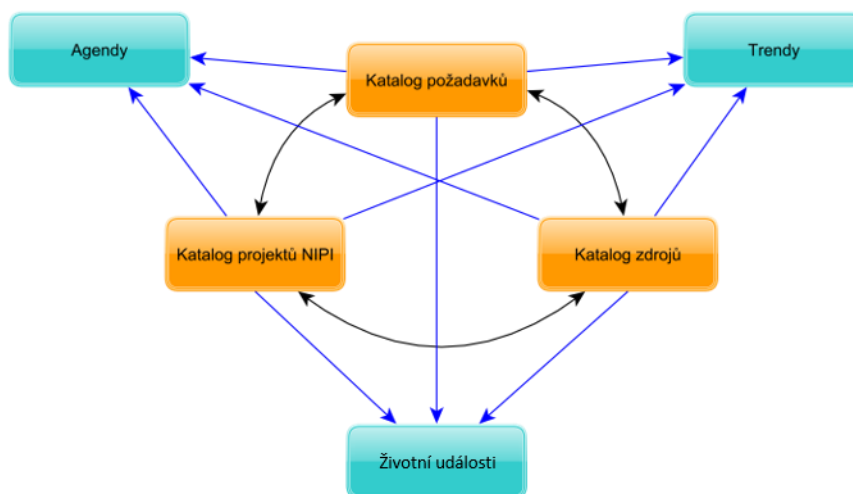 Agendy
Katalog požadavků
Trendy
Katalog projektů NIPI
Katalog zdrojů
Životní události